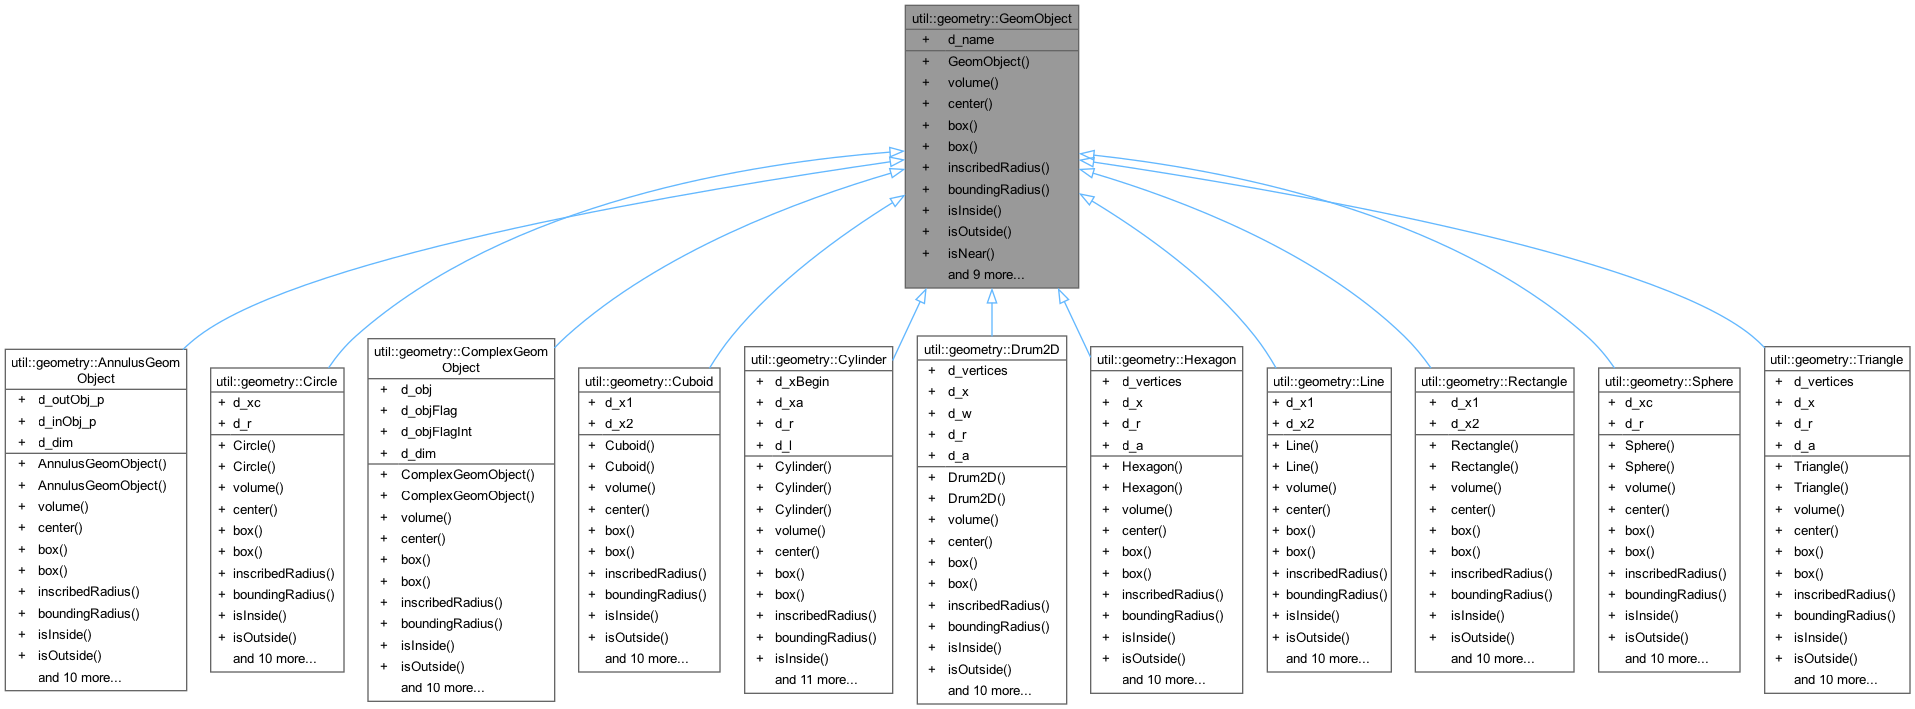 util::geometry::GeomObject
+ d_name
+ GeomObject()
+ volume()
+ center()
+ box()
+ box()
+ inscribedRadius()
+ boundingRadius()
+ isInside()
+ isOutside()
+ isNear()
and 9 more...
util::geometry::AnnulusGeom
Object
+ d_outObj_p
+ d_inObj_p
+ d_dim
+ AnnulusGeomObject()
+ AnnulusGeomObject()
+ volume()
+ center()
+ box()
+ box()
+ inscribedRadius()
+ boundingRadius()
+ isInside()
+ isOutside()
and 10 more...
util::geometry::Circle
+ d_xc
+ d_r
+ Circle()
+ Circle()
+ volume()
+ center()
+ box()
+ box()
+ inscribedRadius()
+ boundingRadius()
+ isInside()
+ isOutside()
and 10 more...
util::geometry::ComplexGeom
Object
+ d_obj
+ d_objFlag
+ d_objFlagInt
+ d_dim
+ ComplexGeomObject()
+ ComplexGeomObject()
+ volume()
+ center()
+ box()
+ box()
+ inscribedRadius()
+ boundingRadius()
+ isInside()
+ isOutside()
and 10 more...
util::geometry::Cuboid
+ d_x1
+ d_x2
+ Cuboid()
+ Cuboid()
+ volume()
+ center()
+ box()
+ box()
+ inscribedRadius()
+ boundingRadius()
+ isInside()
+ isOutside()
and 10 more...
util::geometry::Cylinder
+ d_xBegin
+ d_xa
+ d_r
+ d_l
+ Cylinder()
+ Cylinder()
+ Cylinder()
+ volume()
+ center()
+ box()
+ box()
+ inscribedRadius()
+ boundingRadius()
+ isInside()
and 11 more...
util::geometry::Drum2D
+ d_vertices
+ d_x
+ d_w
+ d_r
+ d_a
+ Drum2D()
+ Drum2D()
+ volume()
+ center()
+ box()
+ box()
+ inscribedRadius()
+ boundingRadius()
+ isInside()
+ isOutside()
and 10 more...
util::geometry::Hexagon
+ d_vertices
+ d_x
+ d_r
+ d_a
+ Hexagon()
+ Hexagon()
+ volume()
+ center()
+ box()
+ box()
+ inscribedRadius()
+ boundingRadius()
+ isInside()
+ isOutside()
and 10 more...
util::geometry::Line
+ d_x1
+ d_x2
+ Line()
+ Line()
+ volume()
+ center()
+ box()
+ box()
+ inscribedRadius()
+ boundingRadius()
+ isInside()
+ isOutside()
and 10 more...
util::geometry::Rectangle
+ d_x1
+ d_x2
+ Rectangle()
+ Rectangle()
+ volume()
+ center()
+ box()
+ box()
+ inscribedRadius()
+ boundingRadius()
+ isInside()
+ isOutside()
and 10 more...
util::geometry::Sphere
+ d_xc
+ d_r
+ Sphere()
+ Sphere()
+ volume()
+ center()
+ box()
+ box()
+ inscribedRadius()
+ boundingRadius()
+ isInside()
+ isOutside()
and 10 more...
util::geometry::Triangle
+ d_vertices
+ d_x
+ d_r
+ d_a
+ Triangle()
+ Triangle()
+ volume()
+ center()
+ box()
+ box()
+ inscribedRadius()
+ boundingRadius()
+ isInside()
+ isOutside()
and 10 more...